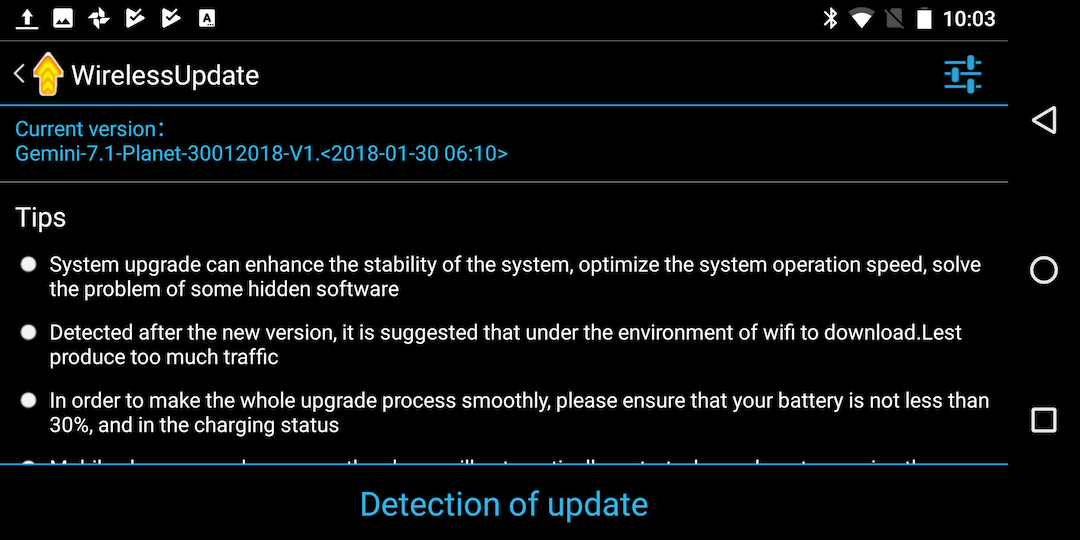 A
10:03
WirelessUpdate
Current version：
Gemini-7.1-Planet-30012018-V1.<2018-01-30 06:10>
Tips
System upgrade can enhance the stability of the system, optimize the system operation speed, solve
the problem of some hidden software
Detected after the new version, it is suggested that under the environment of wifi to download.Lest
produce too much traffic
In order to make the whole upgrade process smoothly, please ensure that your battery is not less than
30%, and in the charging status
Detection of update